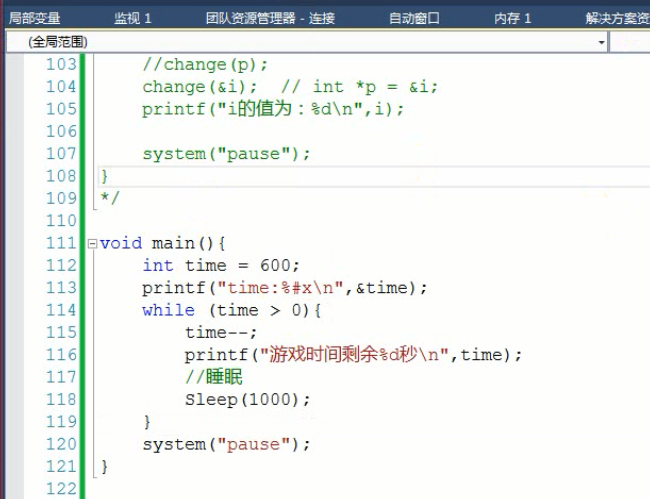 局部变量 监视 1 团队资源管理器 - 连接 自动窗口 内存 1 解决方案资
(全局范围)
103 //change(p);
104 change(&i); // int *p = &i;
105 printf("i的值为：%d\n",i);
106
107 system("pause");
108 }
109 */
110
111 void main(){
112 int time = 600;
113 printf("time:%#x\n",&time);
114 while (time > 0){
115 time--;
116 printf("游戏时间剩余%d秒\n",time);
117 //睡眠
118 Sleep(1000);
119 }
120 system("pause");
121 }
122